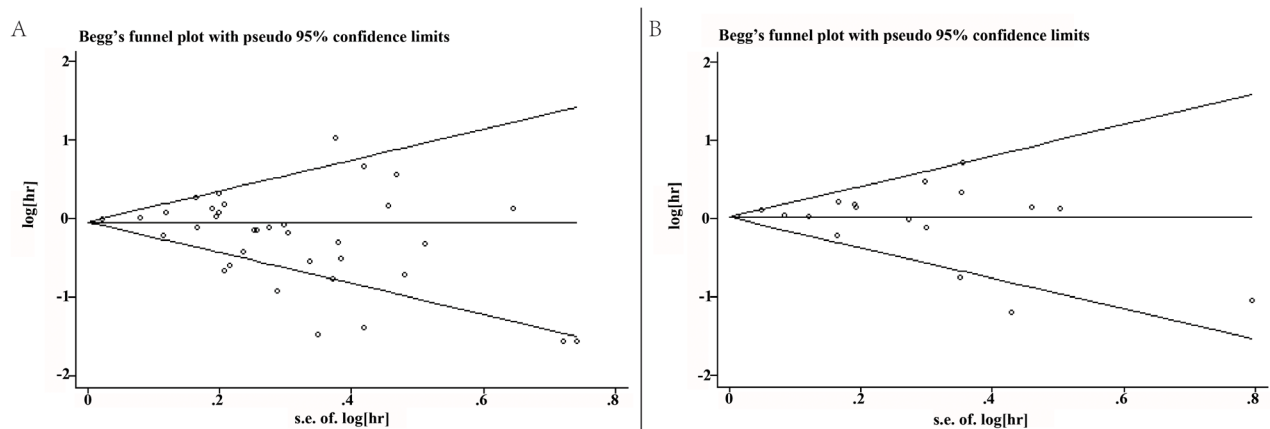 A
Begg's funnel plot with pseudo 95% confidence limits
2
1
0
-1
-2
log[hr]
0 .2 .4 .6 .8
s.e. of. log[hr]
B
Begg's funnel plot with pseudo 95% confidence limits
2
1
0
-1
-2
log[hr]
0 .2 .4 .6 .8
s.e. of. log[hr]